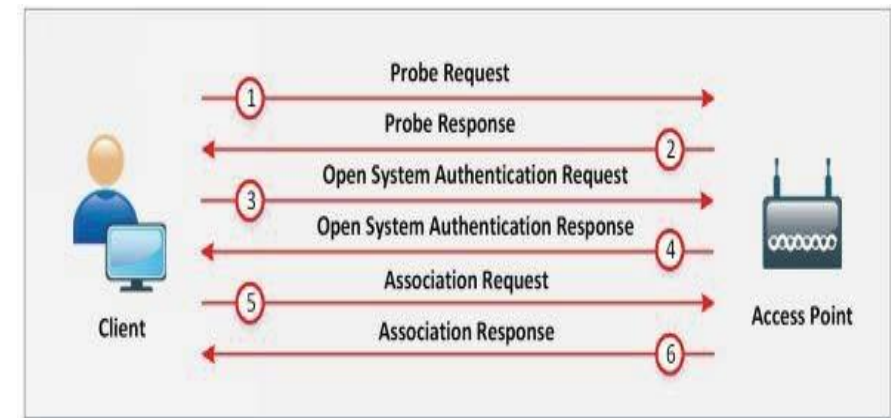 Probe Request
1
Probe Response
2
Open System Authentication Request
3
Open System Authentication Response
4
Association Request
5
Association Response
6
Client
Access Point